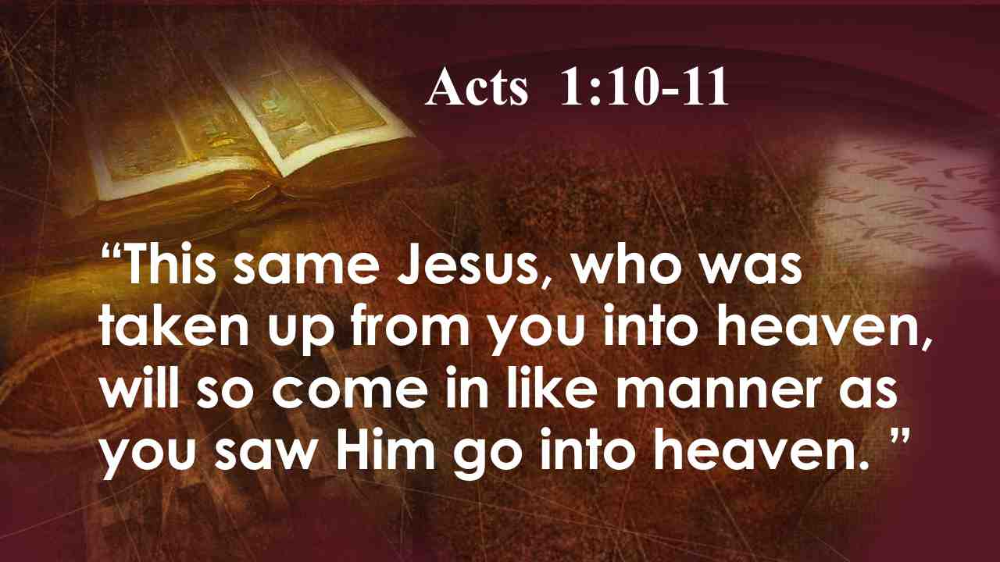 Acts 1:10-11
“This same Jesus, who was
taken up from you into heaven,
will so come in like manner as
you saw Him go into heaven. ”